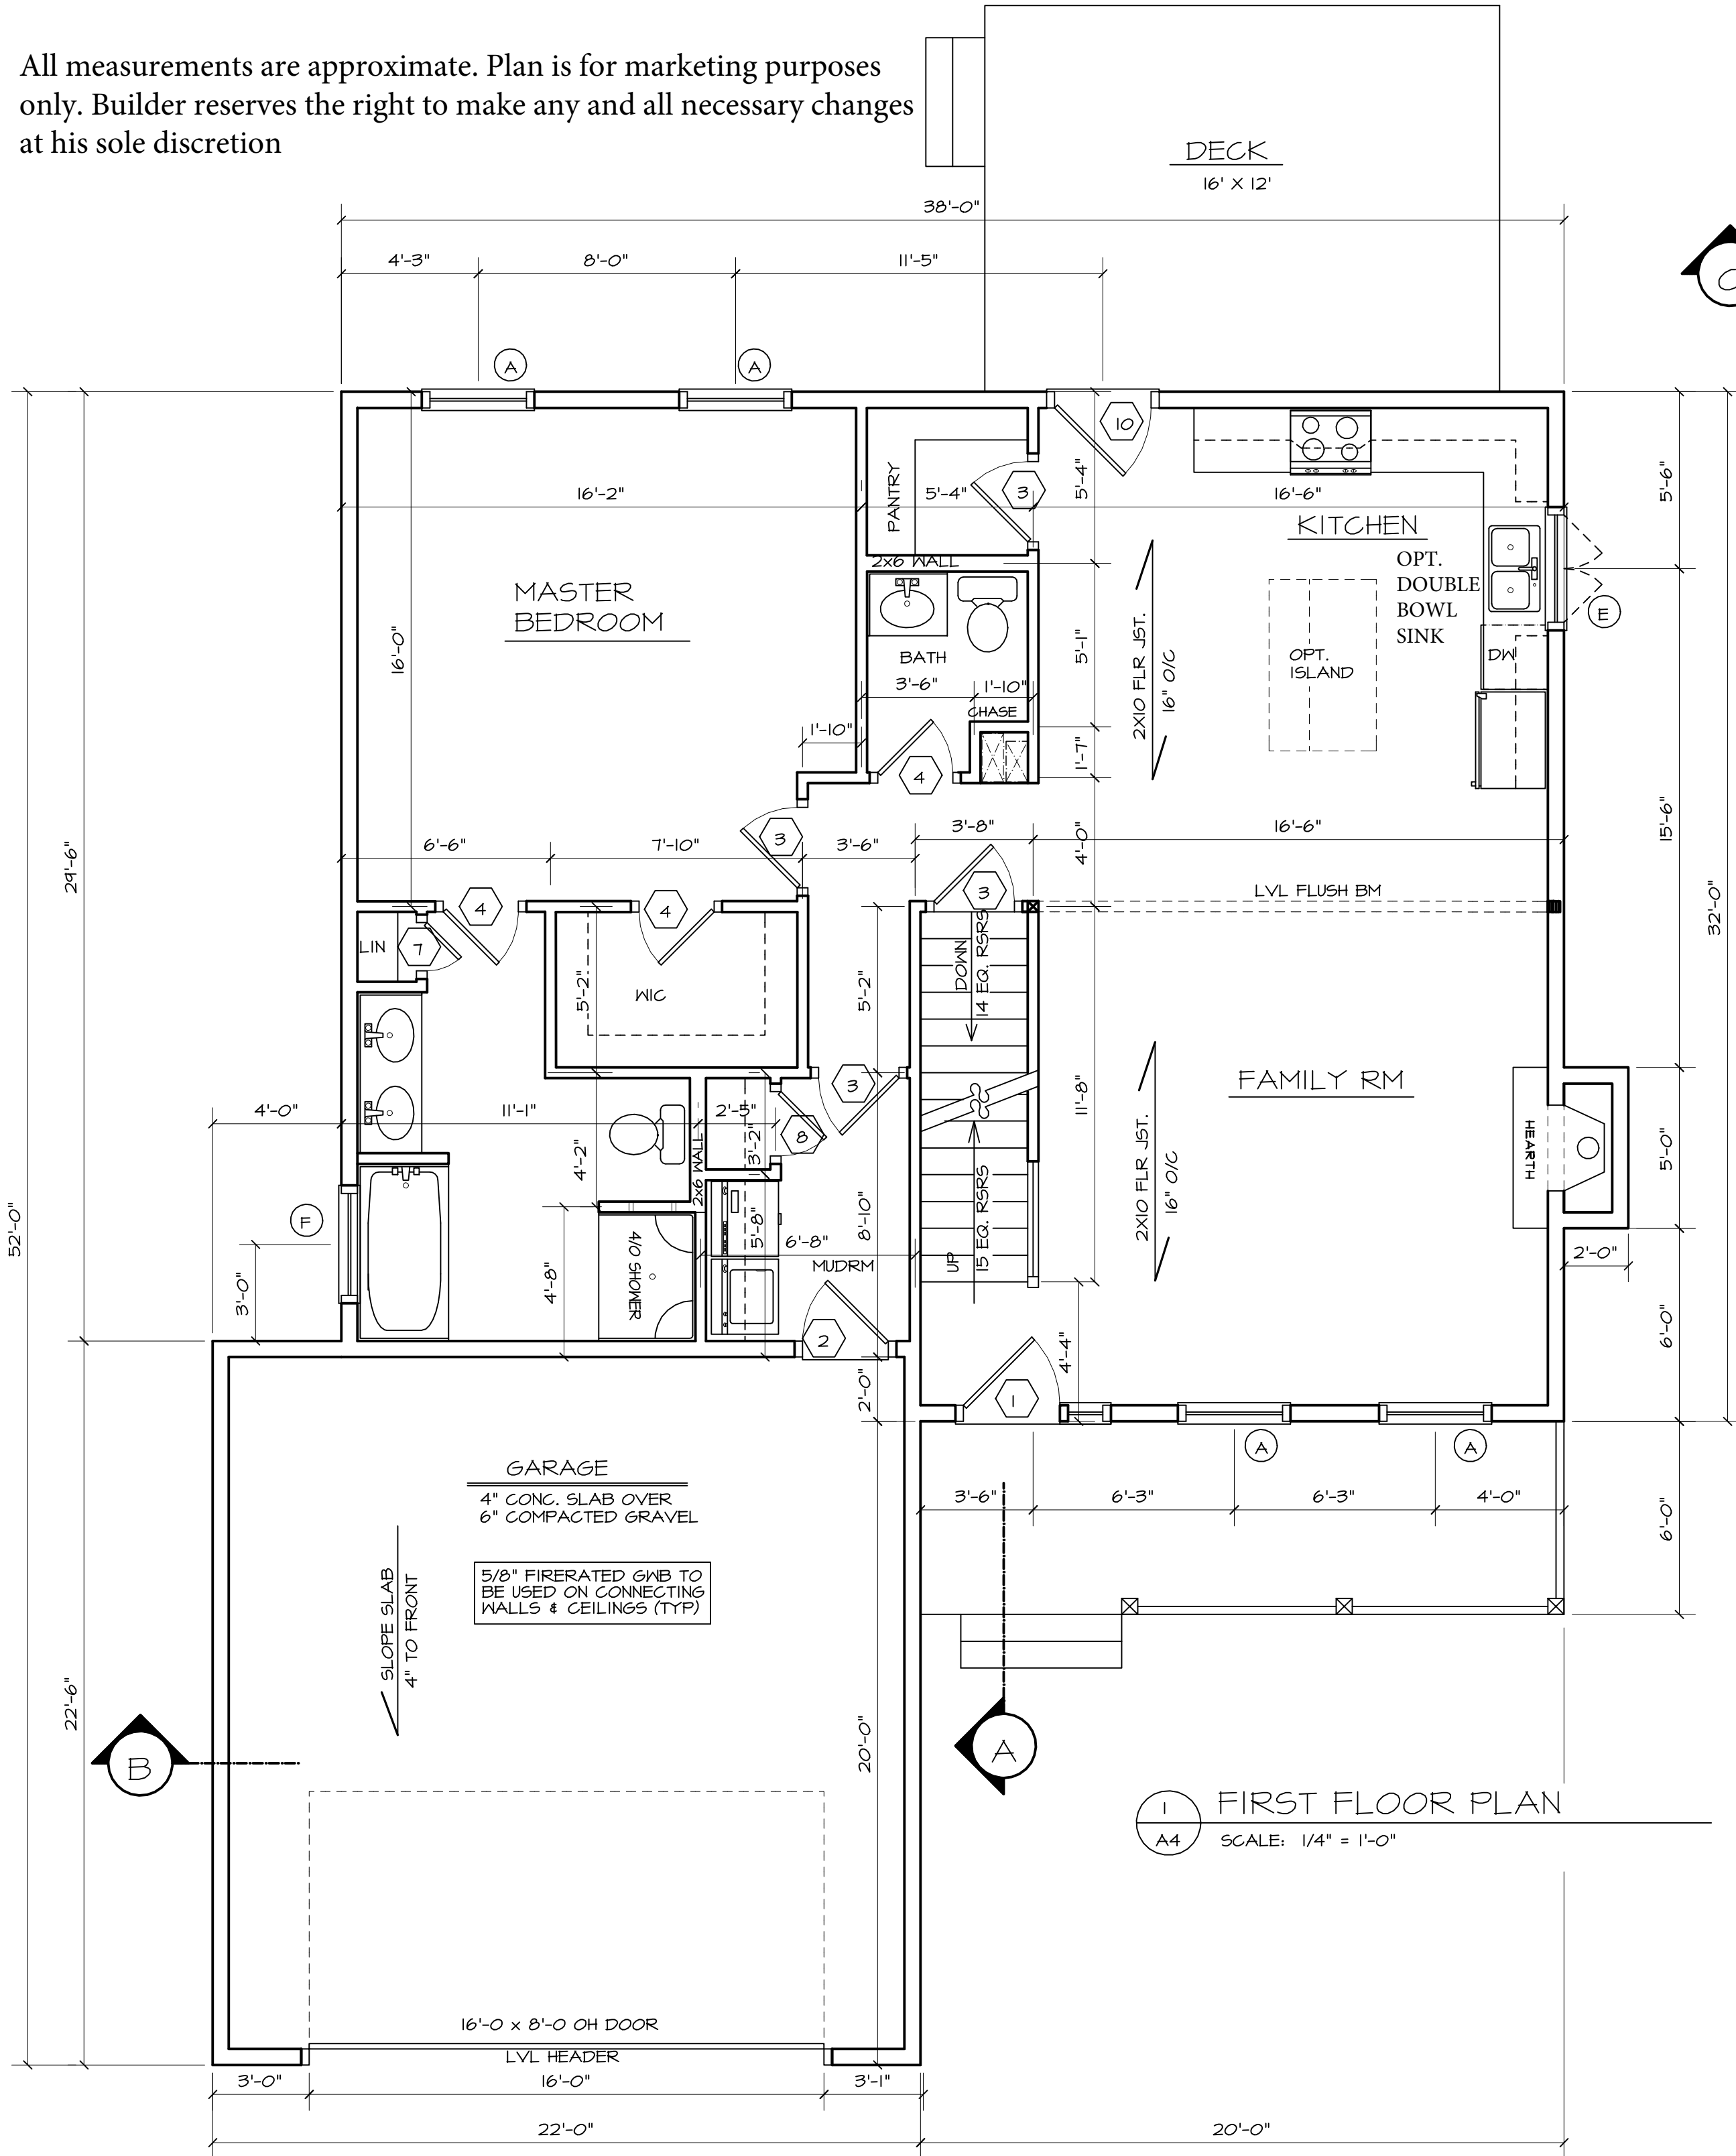 All measurements are approximate. Plan is for marketing purposes
only. Builder reserves the right to make any and all necessary changes
at his sole discretion
DECK
16' X 12'
38'-0"
4'-3"
8'-0"
11'-5"
A
A
10
16'-2"
PANTRY
5'-4"
3
5'-4"
16'-6"
5'-6"
KITCHEN
OPT.
DOUBLE
BOWL
SINK
2x6 WALL
MASTER
BEDROOM
16'-0"
BATH
3'-6"
1'-10"
CHASE
5'-1"
2X10 FLR JST.
16" O/C
OPT.
ISLAND
DW
E
1'-10"
4
1'-7"
29'-6"
6'-6"
7'-10"
3
3'-6"
3'-8"
4'-0"
16'-6"
15'-6"
32'-0"
4
4
3
LVL FLUSH BM
LIN
7
5'-2"
WIC
5'-2"
DOWN
14 EQ. RSRS
FAMILY RM
4'-0"
11'-1"
2'-5"
3
8
3'-2"
2x6 WALL
4'-2"
11'-8"
2X10 FLR JST.
16" O/C
HEARTH
5'-0"
52'-0"
F
3'-0"
4'-8"
4/0 SHOWER
5'-8"
6'-8"
MUDRM
8'-10"
UP
15 EQ. RSRS
2'-0"
2
4'-4"
6'-0"
2'-0"
1
A
A
GARAGE
4" CONC. SLAB OVER
6" COMPACTED GRAVEL
3'-6"
6'-3"
6'-3"
4'-0"
6'-0"
5/8" FIRERATED GWB TO
BE USED ON CONNECTING
WALLS & CEILINGS (TYP)
SLOPE SLAB
4" TO FRONT
22'-6"
20'-0"
B
A
1
A4
FIRST FLOOR PLAN
SCALE: 1/4" = 1'-0"
16'-0 x 8'-0 OH DOOR
LVL HEADER
3'-0"
16'-0"
3'-1"
22'-0"
20'-0"